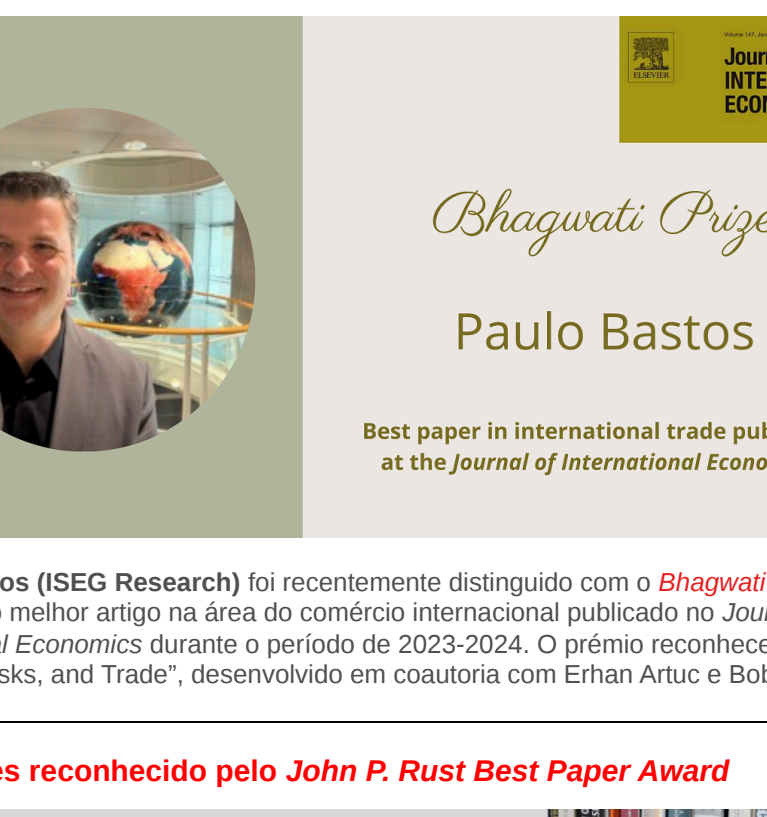 ELSEVIER
Volume 147, Jan
Jour
INTE
ECON
Bhagwati Prize
Paulo Bastos
Best paper in international trade pub
at the Journal of International Econo
os (ISEG Research) foi recentemente distinguido com o Bhagwati
o melhor artigo na área do comércio internacional publicado no Jour
al Economics durante o período de 2023-2024. O prémio reconhece
sks, and Trade”, desenvolvido em coautoria com Erhan Artuc e Bob
es reconhecido pelo John P. Rust Best Paper Award